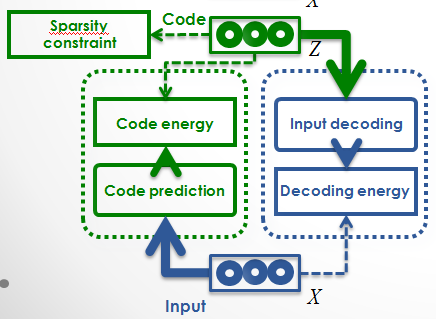 X
Sparsity
constraint
Code
Z
Code energy
Input decoding
Code prediction
Decoding energy
Input
X